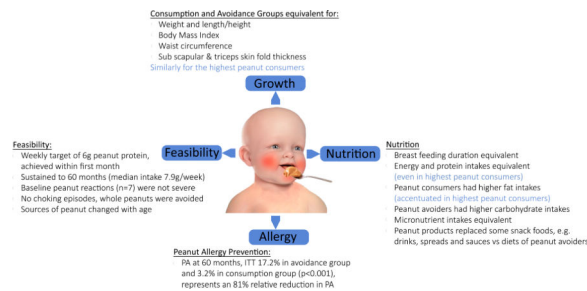 Consumption and Avoidance Groups equivalent for:
Weight and length/height
Body Mass Index
Waist circumference
Sub scapular & triceps skin fold thickness
Similarly for the highest peanut consumers
Growth
Feasibility:
Weekly target of 6g peanut protein,
achieved within first month
Sustained to 60 months (median intake 7.9g/week)
Baseline peanut reactions (n=7) were not severe
No choking episodes, whole peanuts were avoided
Sources of peanut changed with age
Feasibility
Nutrition
Nutrition
Breast feeding duration equivalent
Energy and protein intakes equivalent
(even in highest peanut consumers)
Peanut consumers had higher fat intakes
(accentuated in highest peanut consumers)
Peanut avoiders had higher carbohydrate intakes
Micronutrient intakes equivalent
Peanut products replaced some snack foods, e.g.
drinks, spreads and sauces vs diets of peanut avoiders
Allergy
Peanut Allergy Prevention:
PA at 60 months, ITT 17.2% in avoidance group
and 3.2% in consumption group (p<0.001),
represents an 81% relative reduction in PA